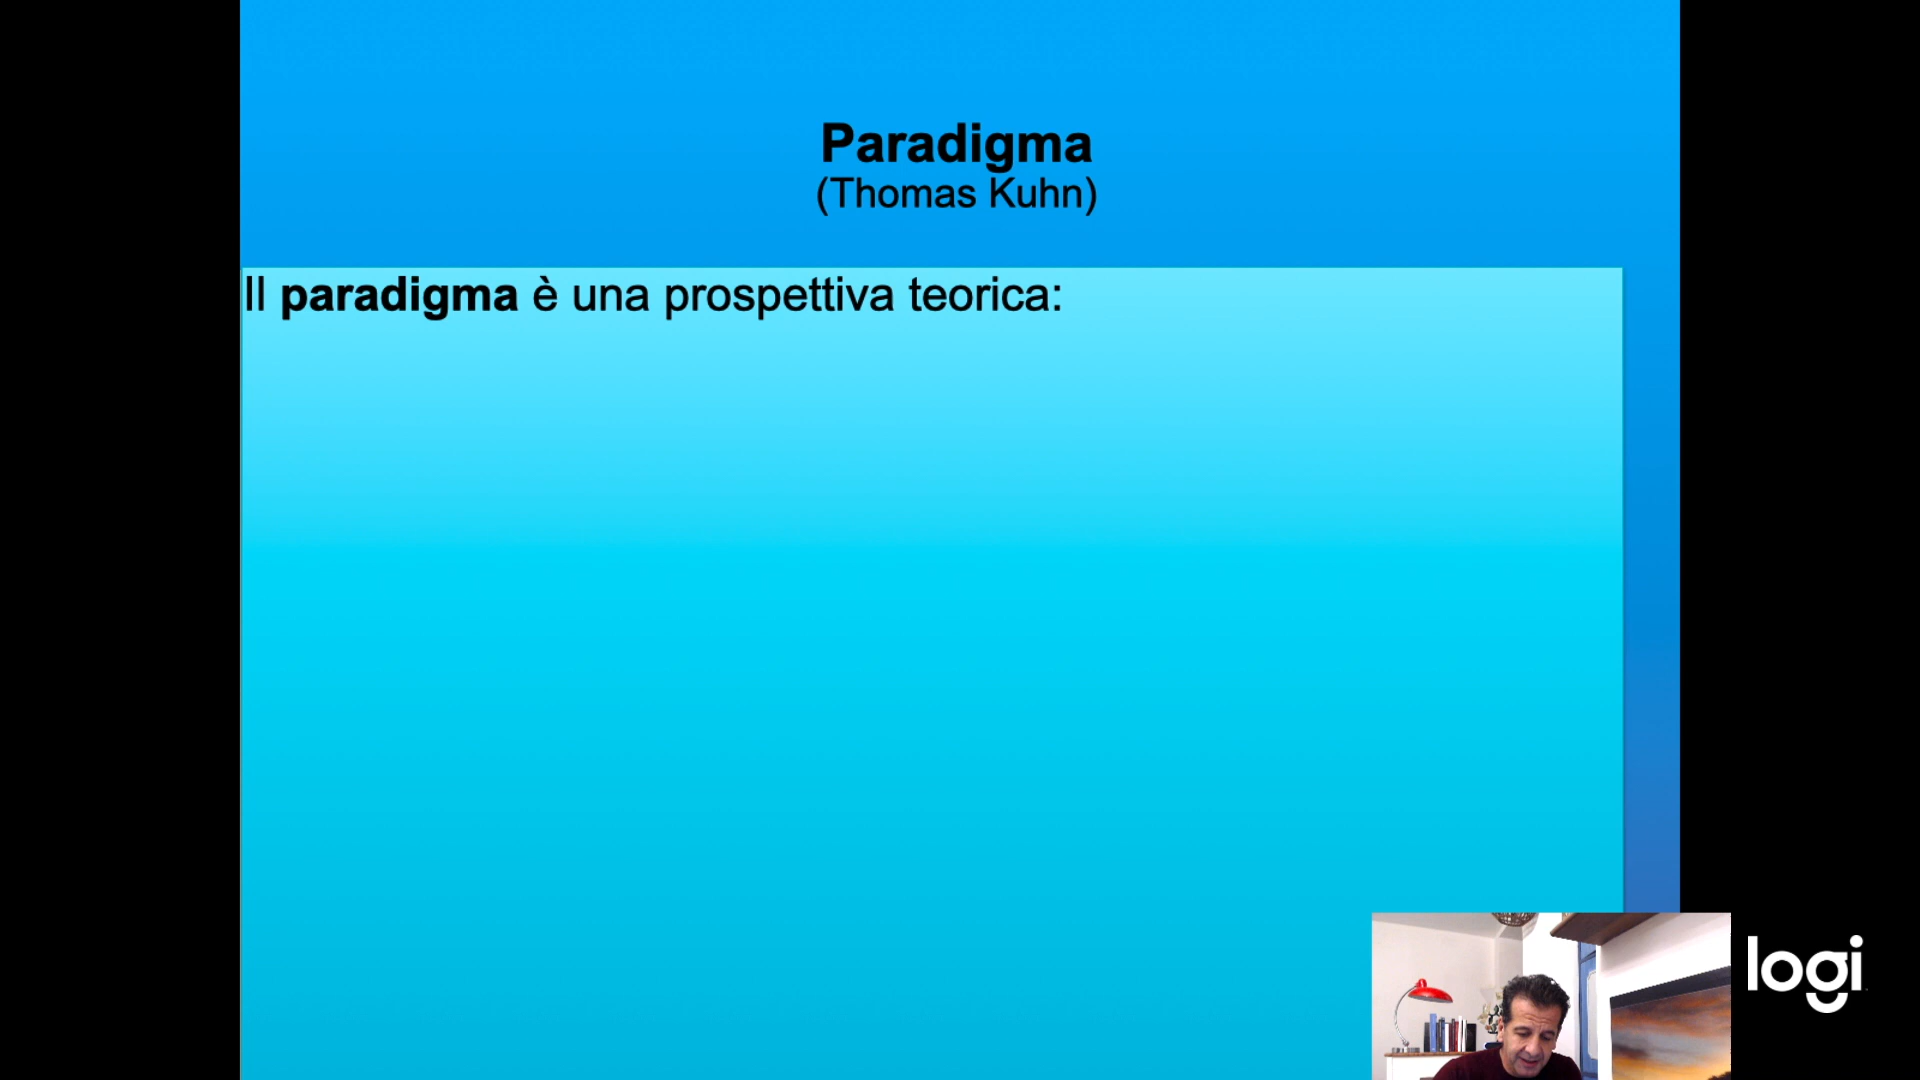 Paradigma
(Thomas Kuhn)
Il paradigma è una prospettiva teorica:
logi